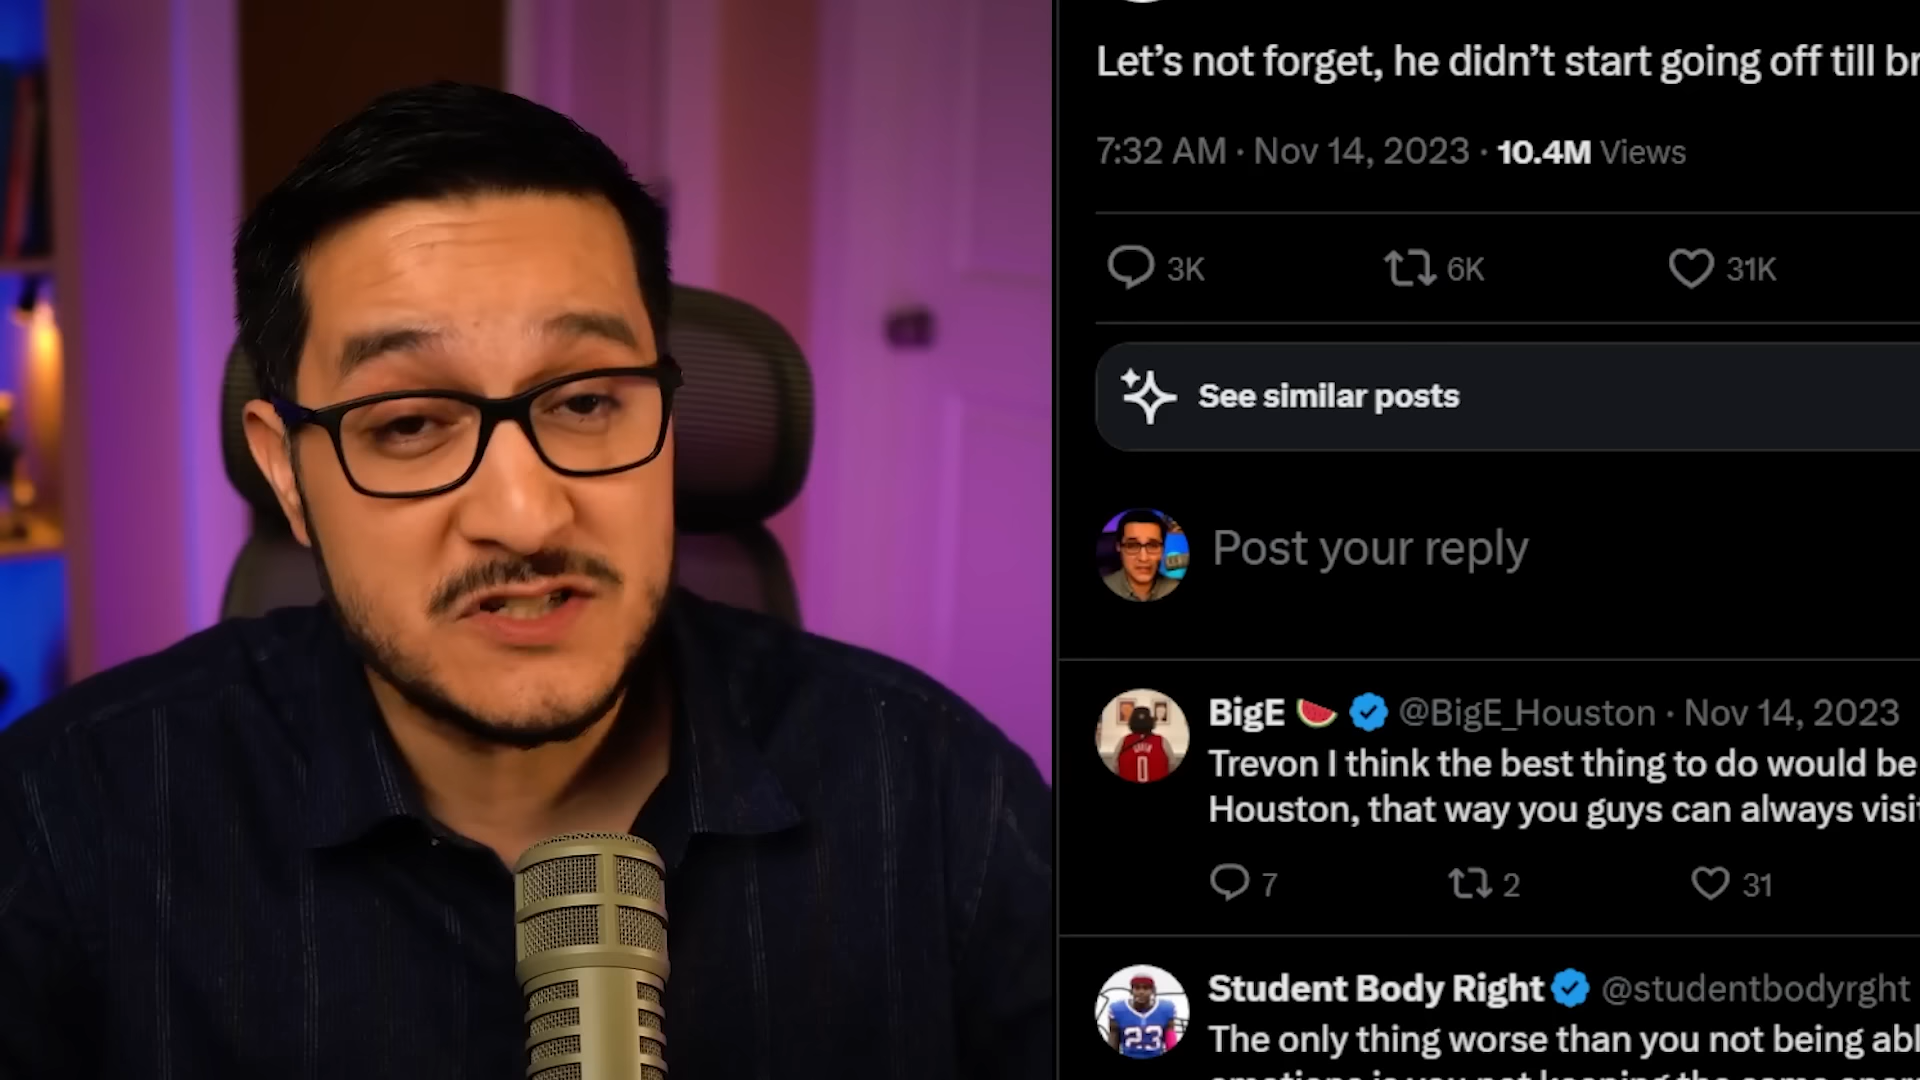 Let’s not forget, he didn’t start going off till
7:32 AM · Nov 14, 2023 · 10.4M Views
3K 6K 31K
See similar posts
Post your reply
BigE 🍉 @BigE_Houston · Nov 14, 2023
Trevon I think the best thing to do would be
Houston, that way you guys can always
7 2 31
Student Body Right @studentbodyrght
23
The only thing worse than you not being